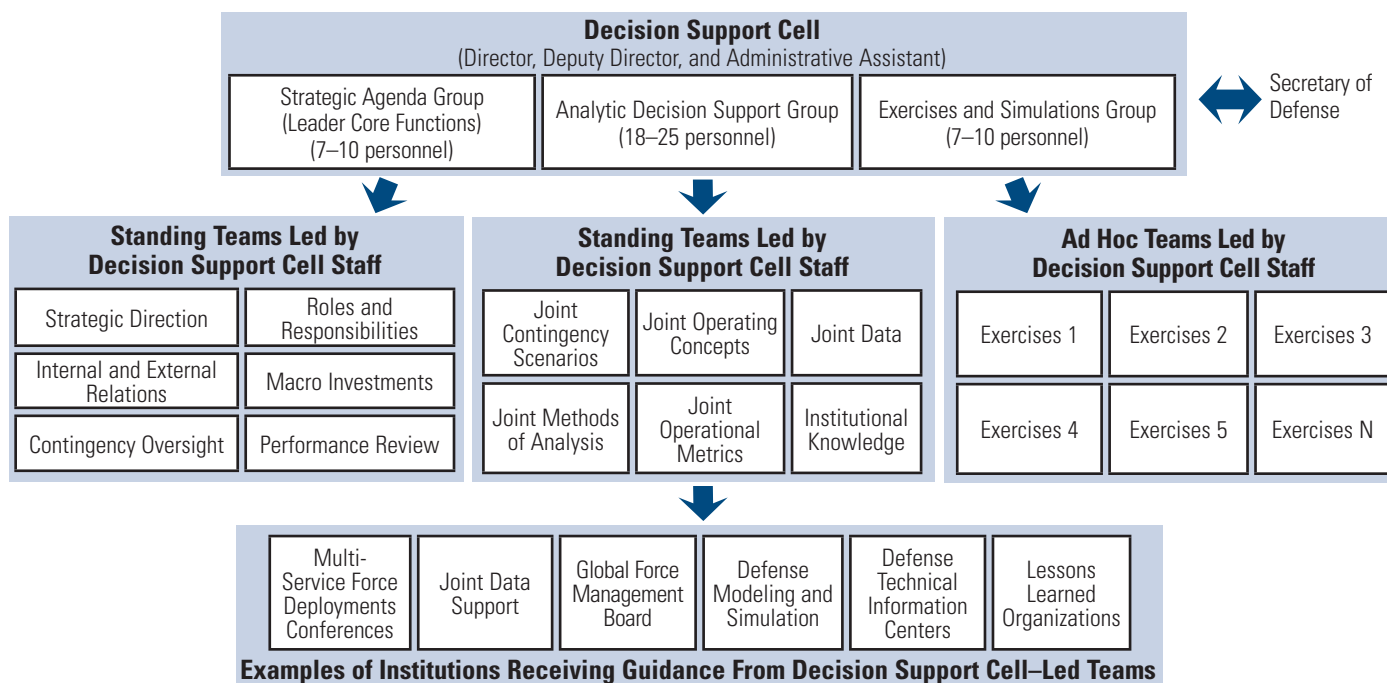 Decision Support Cell
(Director, Deputy Director, and Administrative Assistant)
Strategic Agenda Group
(Leader Core Functions)
(7–10 personnel)
Analytic Decision Support Group
(18–25 personnel)
Exercises and Simulations Group
(7–10 personnel)
Secretary of
Defense
Standing Teams Led by
Decision Support Cell Staff
Strategic Direction
Roles and
Responsibilities
Internal and External
Relations
Macro Investments
Contingency Oversight
Performance Review
Standing Teams Led by
Decision Support Cell Staff
Joint
Contingency
Scenarios
Joint Operating
Concepts
Joint Data
Joint Methods
of Analysis
Joint
Operational
Metrics
Institutional
Knowledge
Ad Hoc Teams Led by
Decision Support Cell Staff
Exercises 1
Exercises 2
Exercises 3
Exercises 4
Exercises 5
Exercises N
Multi-
Service Force
Deployments
Conferences
Joint Data
Support
Global Force
Management
Board
Defense
Modeling and
Simulation
Defense
Technical
Information
Centers
Lessons
Learned
Organizations
Examples of Institutions Receiving Guidance From Decision Support Cell–Led Teams